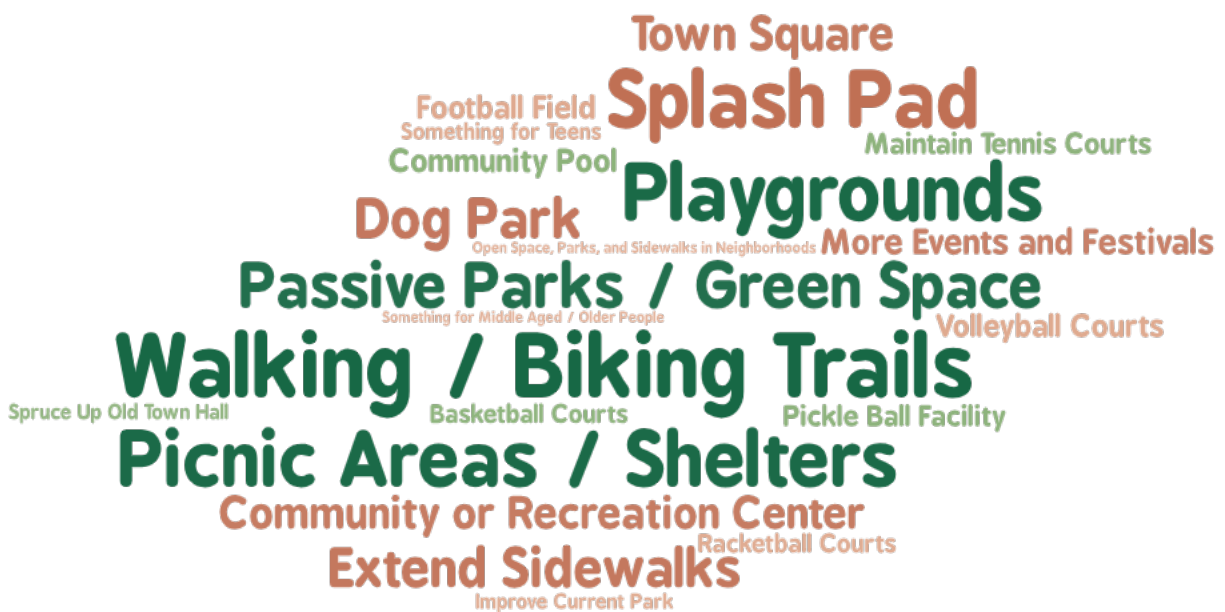 Town Square
Splash Pad
Football Field
Something for Teens
Maintain Tennis Courts
Community Pool
Playgrounds
Dog Park
More Events and Festivals
Open Space, Parks, and Sidewalks in Neighborhoods
Passive Parks / Green Space
Something for Middle Aged / Older People
Volleyball Courts
Walking / Biking Trails
Spruce Up Old Town Hall
Basketball Courts
Pickle Ball Facility
Picnic Areas / Shelters
Community or Recreation Center
Racketball Courts
Extend Sidewalks
Improve Current Park